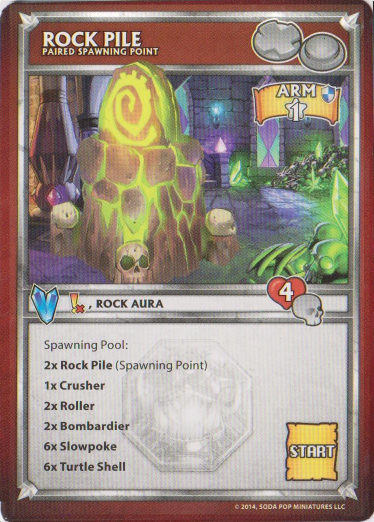 ROCK PILE
PAIRED SPAWNING POINT
ARM
1
, ROCK AURA
4
Spawning Pool:
2x Rock Pile (Spawning Point)
1x Crusher
2x Roller
2x Bombardier
6x Slowpoke
6x Turtle Shell
START
© 2014, SODA POP MINIATURES LLC